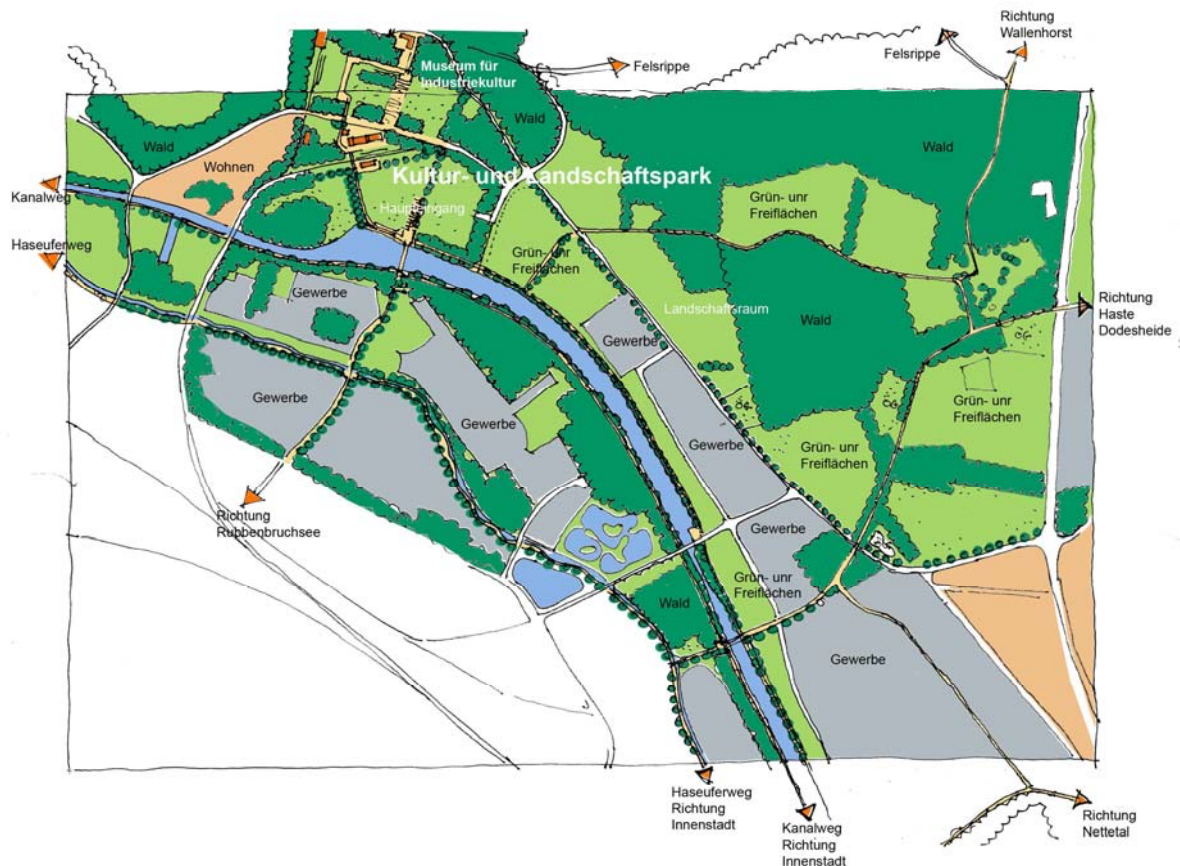 Richtung
Wallenhorst
Felsrippe
Felsrippe
Museum für
Industriekultur
Wald
Wald
Wald
Wohnen
Kultur- und Landschaftspark
Kanalweg
Grün- unr
Freiflächen
Haupteingang
Haseuferweg
Grün- unr
Freiflächen
Gewerbe
Landschaftsraum
Wald
Richtung
Haste
Dodesheide
Gewerbe
Gewerbe
Gewerbe
Gewerbe
Grün- unr
Freiflächen
Grün- unr
Freiflächen
Richtung
Rubbenbruchsee
Gewerbe
Grün- unr
Freiflächen
Wald
Gewerbe
Haseuferweg
Richtung
Innenstadt
Kanalweg
Richtung
Innenstadt
Richtung
Nettetal